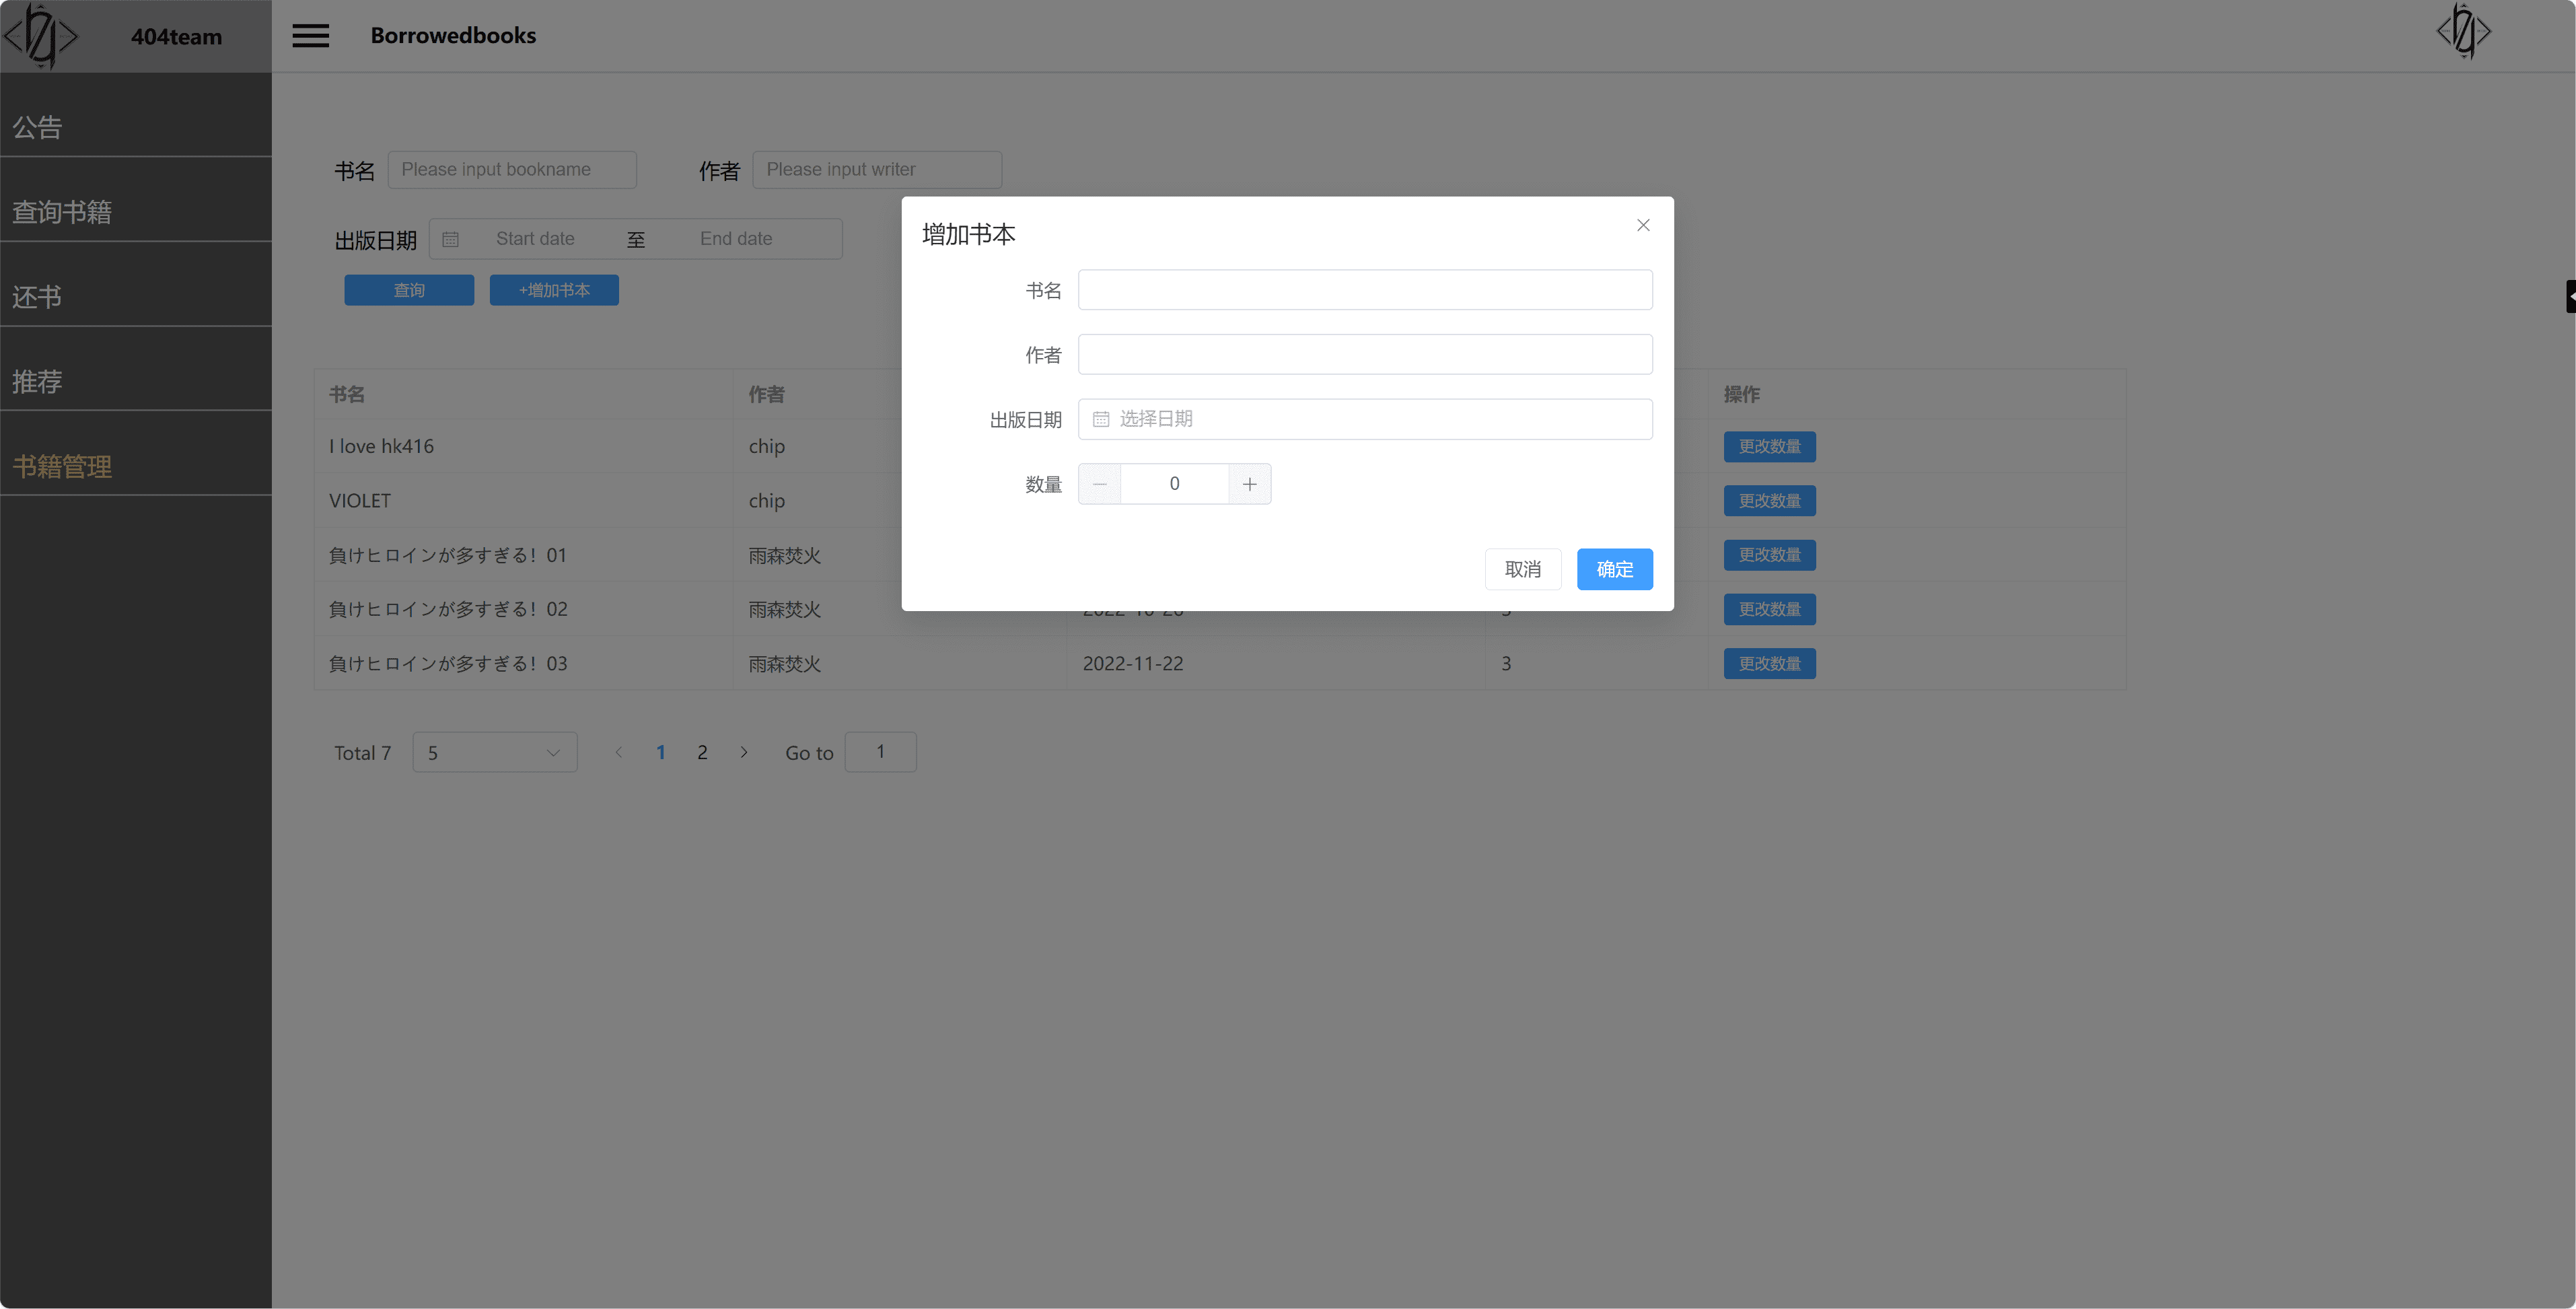 404team
Borrowedbooks
公告
查询书籍
还书
推荐
书籍管理
书名 Please input bookname 作者 Please input writer
出版日期 Start date 至 End date
查询 +增加书本
增加书本
书名
作者
出版日期 选择日期
数量 0
取消 确定
书名 作者 操作
I love hk416 chip 更改数量
VIOLET chip 更改数量
負けヒロインが多すぎる！01 雨森焚火 更改数量
負けヒロインが多すぎる！02 雨森焚火 更改数量
負けヒロインが多すぎる！03 雨森焚火 2022-11-22 3 更改数量
Total 7 5 1 2 Go to 1